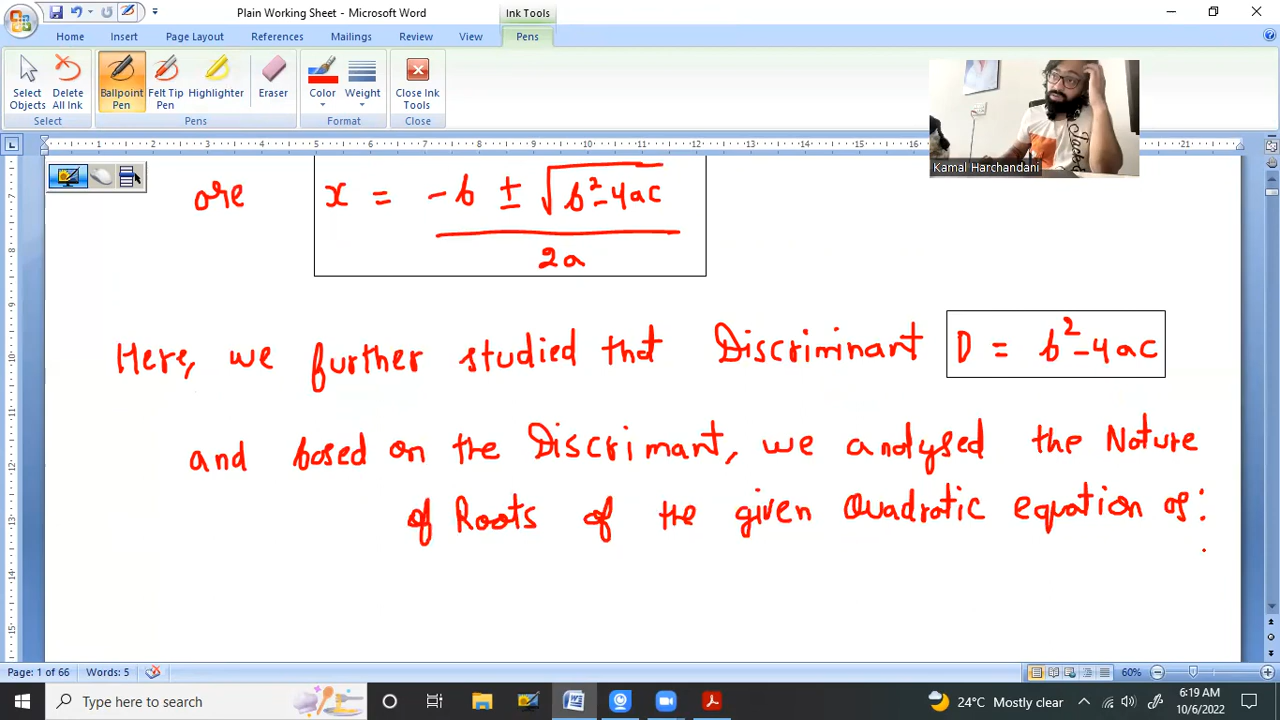 Plain Working Sheet - Microsoft Word
Ink Tools
Home Insert Page Layout References Mailings Review View Pens
Select Objects
Delete All Ink
Ballpoint Pen
Felt Tip Pen
Highlighter
Eraser
Color
Weight
Close Ink Tools
Select Pens Format Close
Kamal Harchandani
are x = -b ± √b²-4ac
2a
Here, we further studied that Discriminant D = b²-4ac
and based on the Discrimant, we analysed the Nature
of Roots of the given Quadratic equation as:
Page: 1 of 66 Words: 5 60%
Type here to search
24°C Mostly clear
6:19 AM
10/6/2022